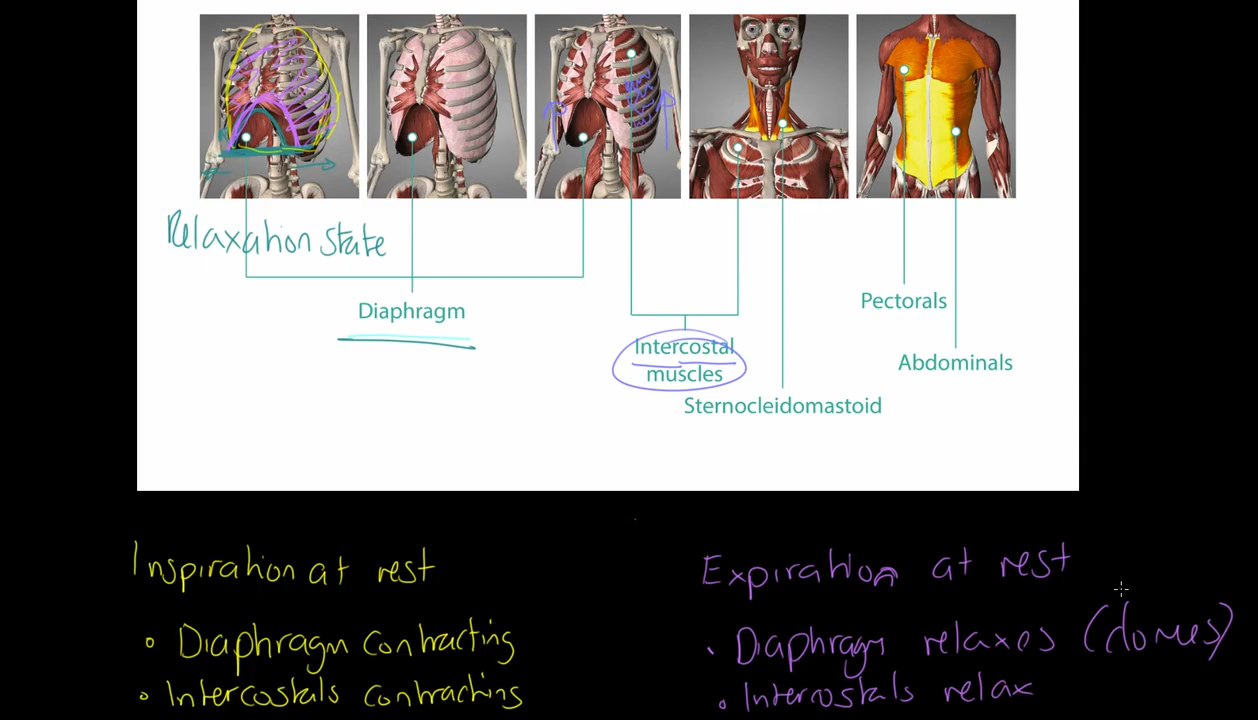 Relaxation state
Diaphragm
Intercostal
muscles
Sternocleidomastoid
Pectorals
Abdominals
Inspiration at rest
• Diaphragm contracting
• Intercostals contracting
Expiration at rest
• Diaphragm relaxes (domes)
• Intercostals relax